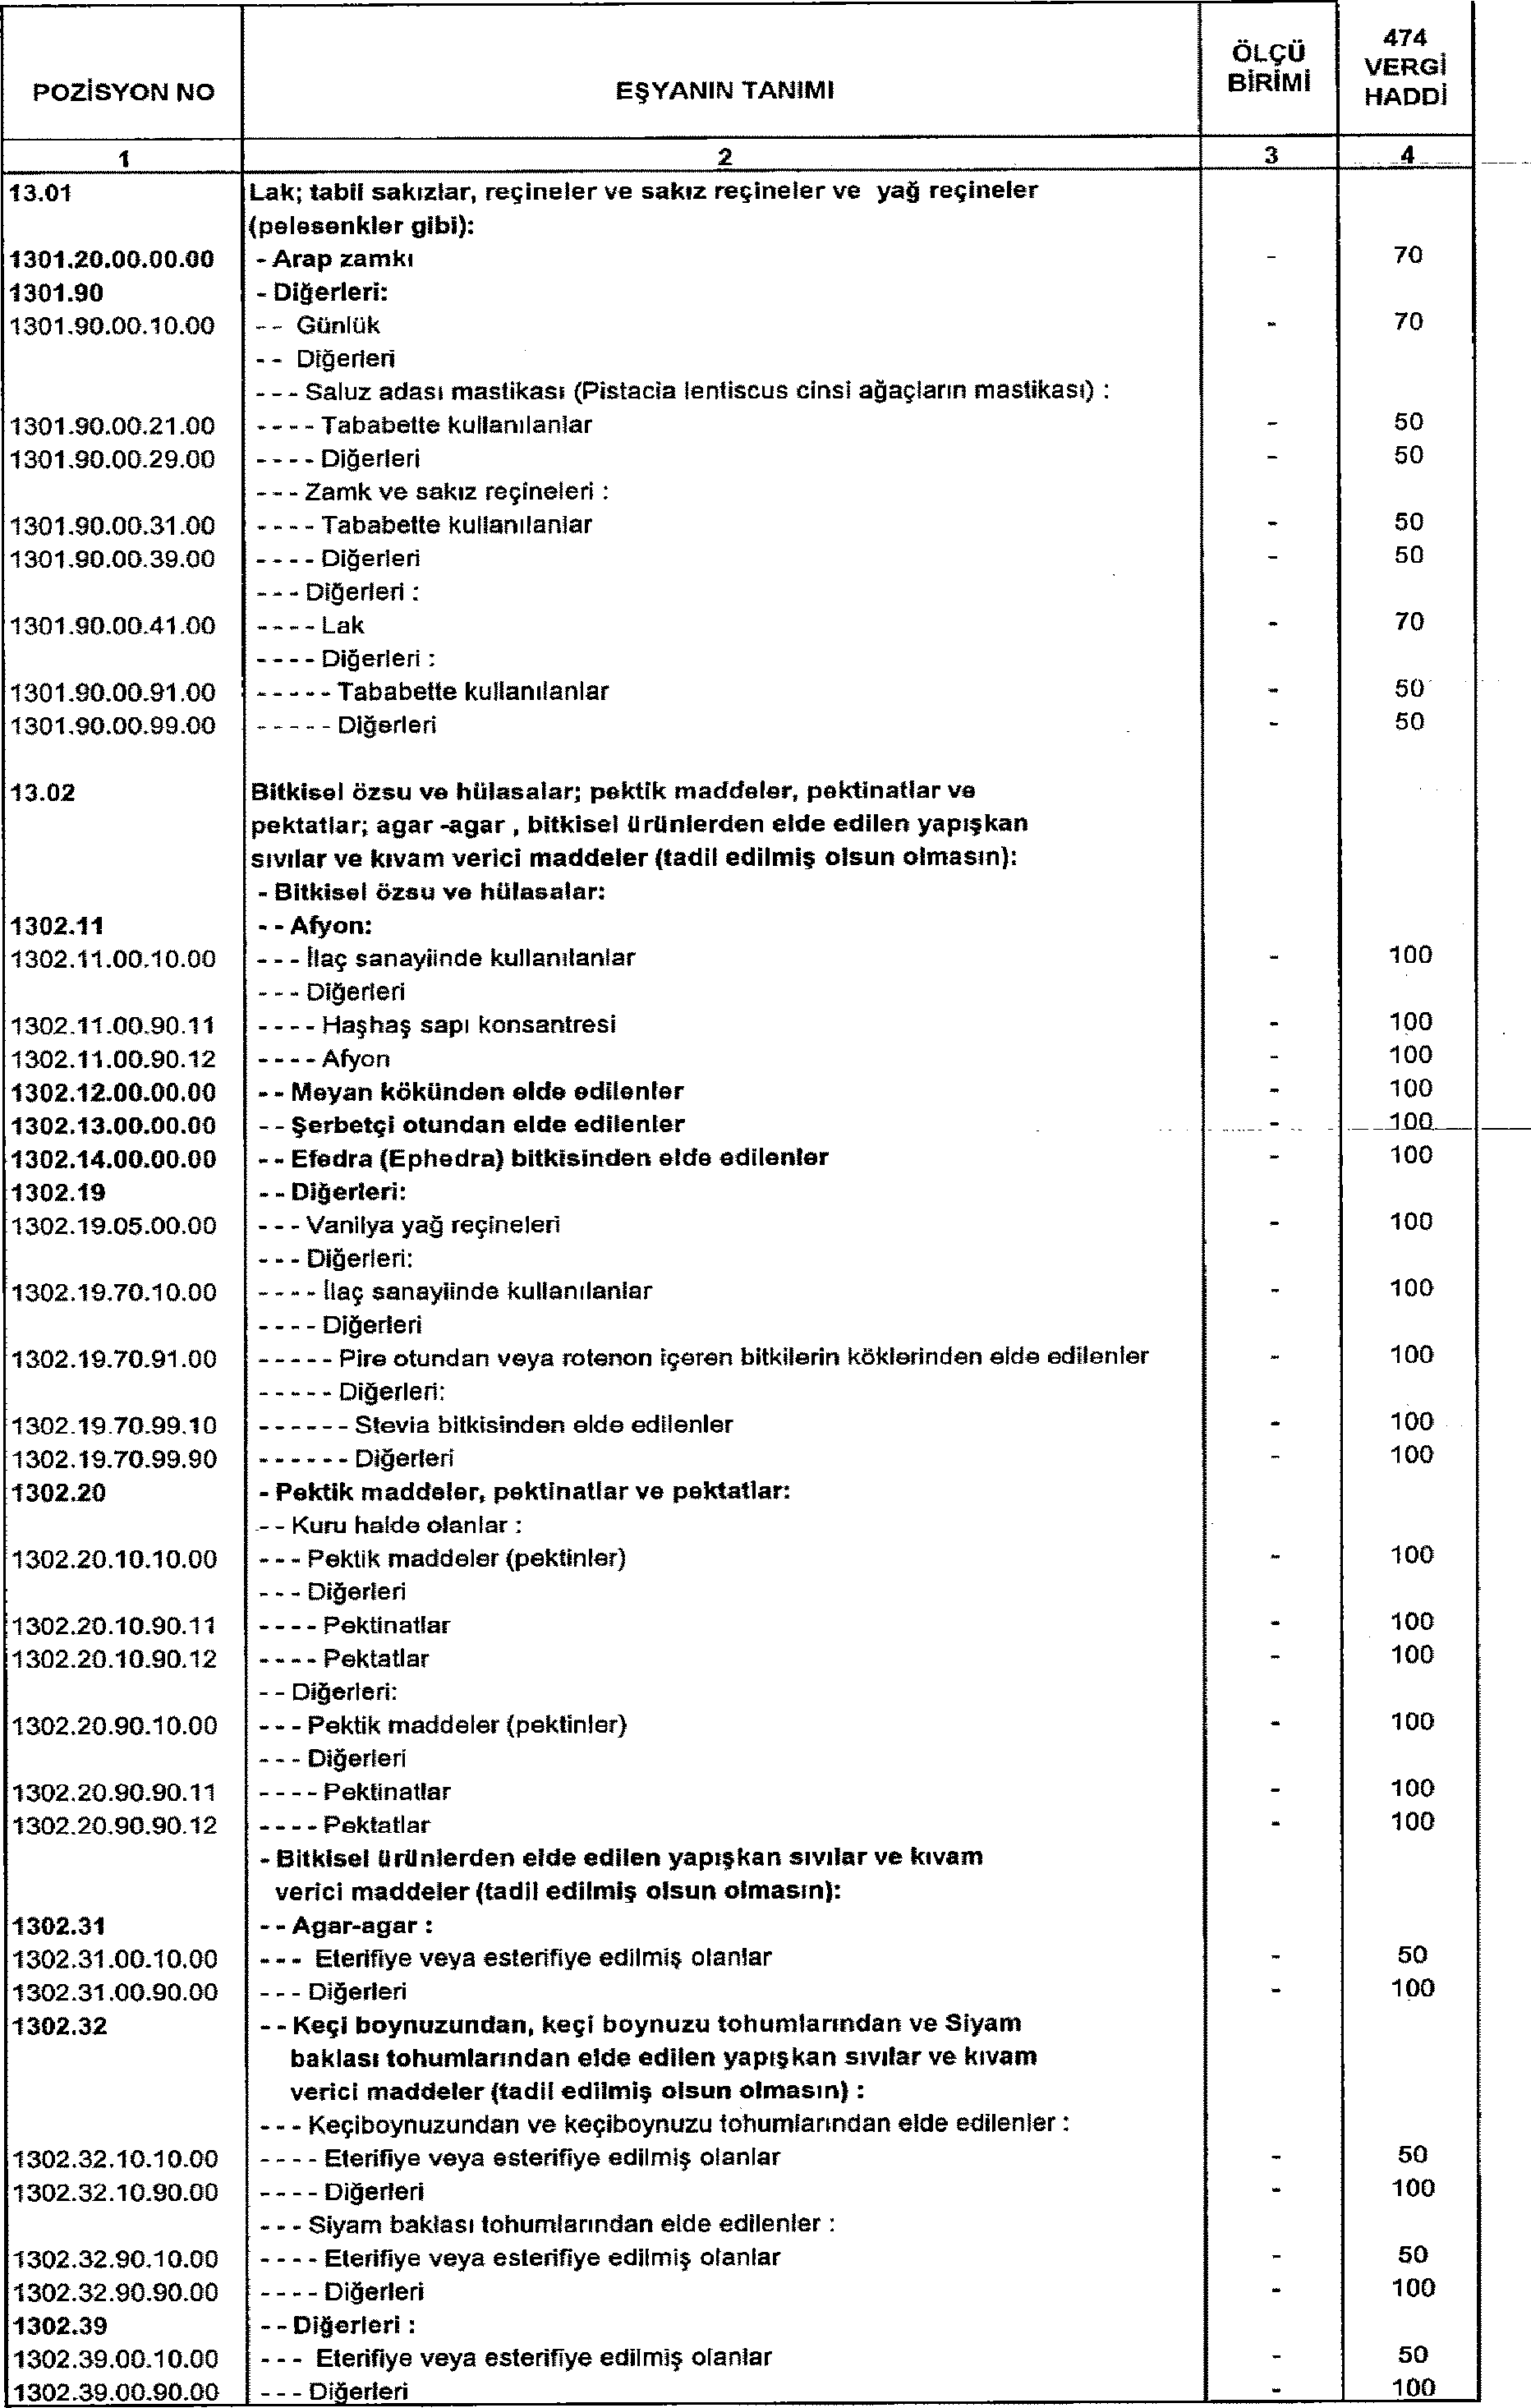 POZİSYON NO EŞYANIN TANIMI ÖLÇÜ BİRİMİ 474 VERGİ HADDİ
1 2 3 4
13.01 Lak; tabii sakızlar, reçineler ve sakız reçineler ve yağ reçineler
(pelesenkler gibi):
1301.20.00.00.00 - Arap zamkı - 70
1301.90 - Diğerleri:
1301.90.00.10.00 - - Günlük - 70
- - Diğerleri
- - - Saluz adası mastikası (Pistacia lentiscus cinsi ağaçların mastikası) :
1301.90.00.21.00 - - - - Tababette kullanılanlar - 50
1301.90.00.29.00 - - - - Diğerleri - 50
- - - Zamk ve sakız reçineleri :
1301.90.00.31.00 - - - - Tababette kullanılanlar - 50
1301.90.00.39.00 - - - - Diğerleri - 50
- - - Diğerleri :
1301.90.00.41.00 - - - - Lak - 70
- - - - Diğerleri :
1301.90.00.91.00 - - - - - Tababette kullanılanlar - 50
1301.90.00.99.00 - - - - - Diğerleri - 50
13.02 Bitkisel özsu ve hülasalar; pektik maddeler, pektinatlar ve
pektatlar; agar -agar , bitkisel ürünlerden elde edilen yapışkan
sıvılar ve kıvam verici maddeler (tadil edilmiş olsun olmasın):
- Bitkisel özsu ve hülasalar:
1302.11 - - Afyon:
1302.11.00.10.00 - - - İlaç sanayiinde kullanılanlar - 100
- - - Diğerleri
1302.11.00.90.11 - - - - Haşhaş sapı konsantresi - 100
1302.11.00.90.12 - - - - Afyon - 100
1302.12.00.00.00 - - Meyan kökünden elde edilenler - 100
1302.13.00.00.00 - - Şerbetçi otundan elde edilenler - 100
1302.14.00.00.00 - - Efedra (Ephedra) bitkisinden elde edilenler - 100
1302.19 - - Diğerleri:
1302.19.05.00.00 - - - Vanilya yağ reçineleri - 100
- - - Diğerleri:
1302.19.70.10.00 - - - - İlaç sanayiinde kullanılanlar - 100
- - - - Diğerleri
1302.19.70.91.00 - - - - - Pire otundan veya rotenon içeren bitkilerin köklerinden elde edilenler - 100
- - - - - Diğerleri:
1302.19.70.99.10 - - - - - - Stevia bitkisinden elde edilenler - 100
1302.19.70.99.90 - - - - - - Diğerleri - 100
1302.20 - Pektik maddeler, pektinatlar ve pektatlar:
- - Kuru halde olanlar :
1302.20.10.10.00 - - - Pektik maddeler (pektinler) - 100
- - - Diğerleri
1302.20.10.90.11 - - - - Pektinatlar - 100
1302.20.10.90.12 - - - - Pektatlar - 100
- - Diğerleri:
1302.20.90.10.00 - - - Pektik maddeler (pektinler) - 100
- - - Diğerleri
1302.20.90.90.11 - - - - Pektinatlar - 100
1302.20.90.90.12 - - - - Pektatlar - 100
- Bitkisel ürünlerden elde edilen yapışkan sıvılar ve kıvam
verici maddeler (tadil edilmiş olsun olmasın):
1302.31 - - Agar-agar :
1302.31.00.10.00 - - - Eterifiye veya esterifiye edilmiş olanlar - 50
1302.31.00.90.00 - - - Diğerleri - 100
1302.32 - - Keçi boynuzundan, keçi boynuzu tohumlarından ve Siyam
baklası tohumlarından elde edilen yapışkan sıvılar ve kıvam
verici maddeler (tadil edilmiş olsun olmasın) :
- - - Keçiboynuzundan ve keçiboynuzu tohumlarından elde edilenler :
1302.32.10.10.00 - - - - Eterifiye veya esterifiye edilmiş olanlar - 50
1302.32.10.90.00 - - - - Diğerleri - 100
- - - Siyam baklası tohumlarından elde edilenler :
1302.32.90.10.00 - - - - Eterifiye veya esterifiye edilmiş olanlar - 50
1302.32.90.90.00 - - - - Diğerleri - 100
1302.39 - - Diğerleri :
1302.39.00.10.00 - - - Eterifiye veya esterifiye edilmiş olanlar - 50
1302.39.00.90.00 - - - Diğerleri - 100